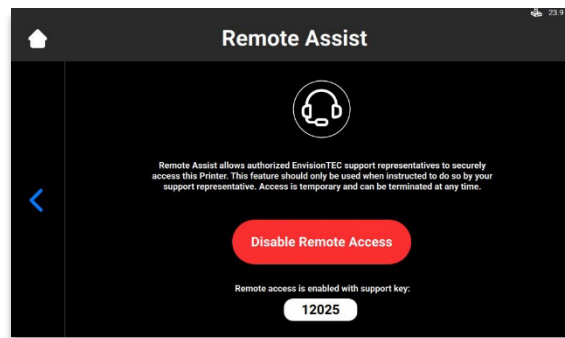 23.9
Remote Assist
Remote Assist allows authorized EnvisionTEC support representatives to securely
access this Printer. This feature should only be used when instructed to do so by your
support representative. Access is temporary and can be terminated at any time.
Disable Remote Access
Remote access is enabled with support key:
12025